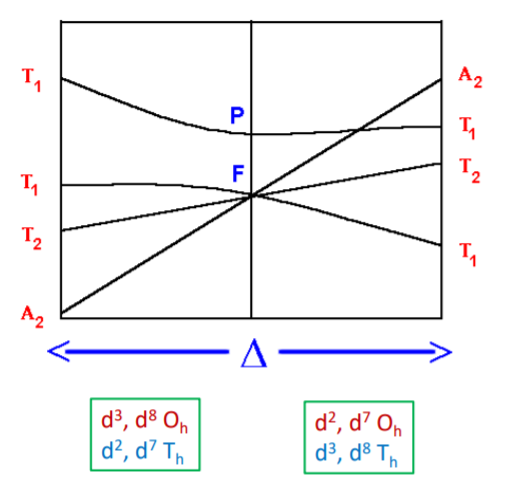 T₁ A₂
P
T₁
F T₂
T₁
T₂ T₁
A₂
Δ
d³, d⁸ Oₕ
d², d⁷ Tₕ
d², d⁷ Oₕ
d³, d⁸ Tₕ